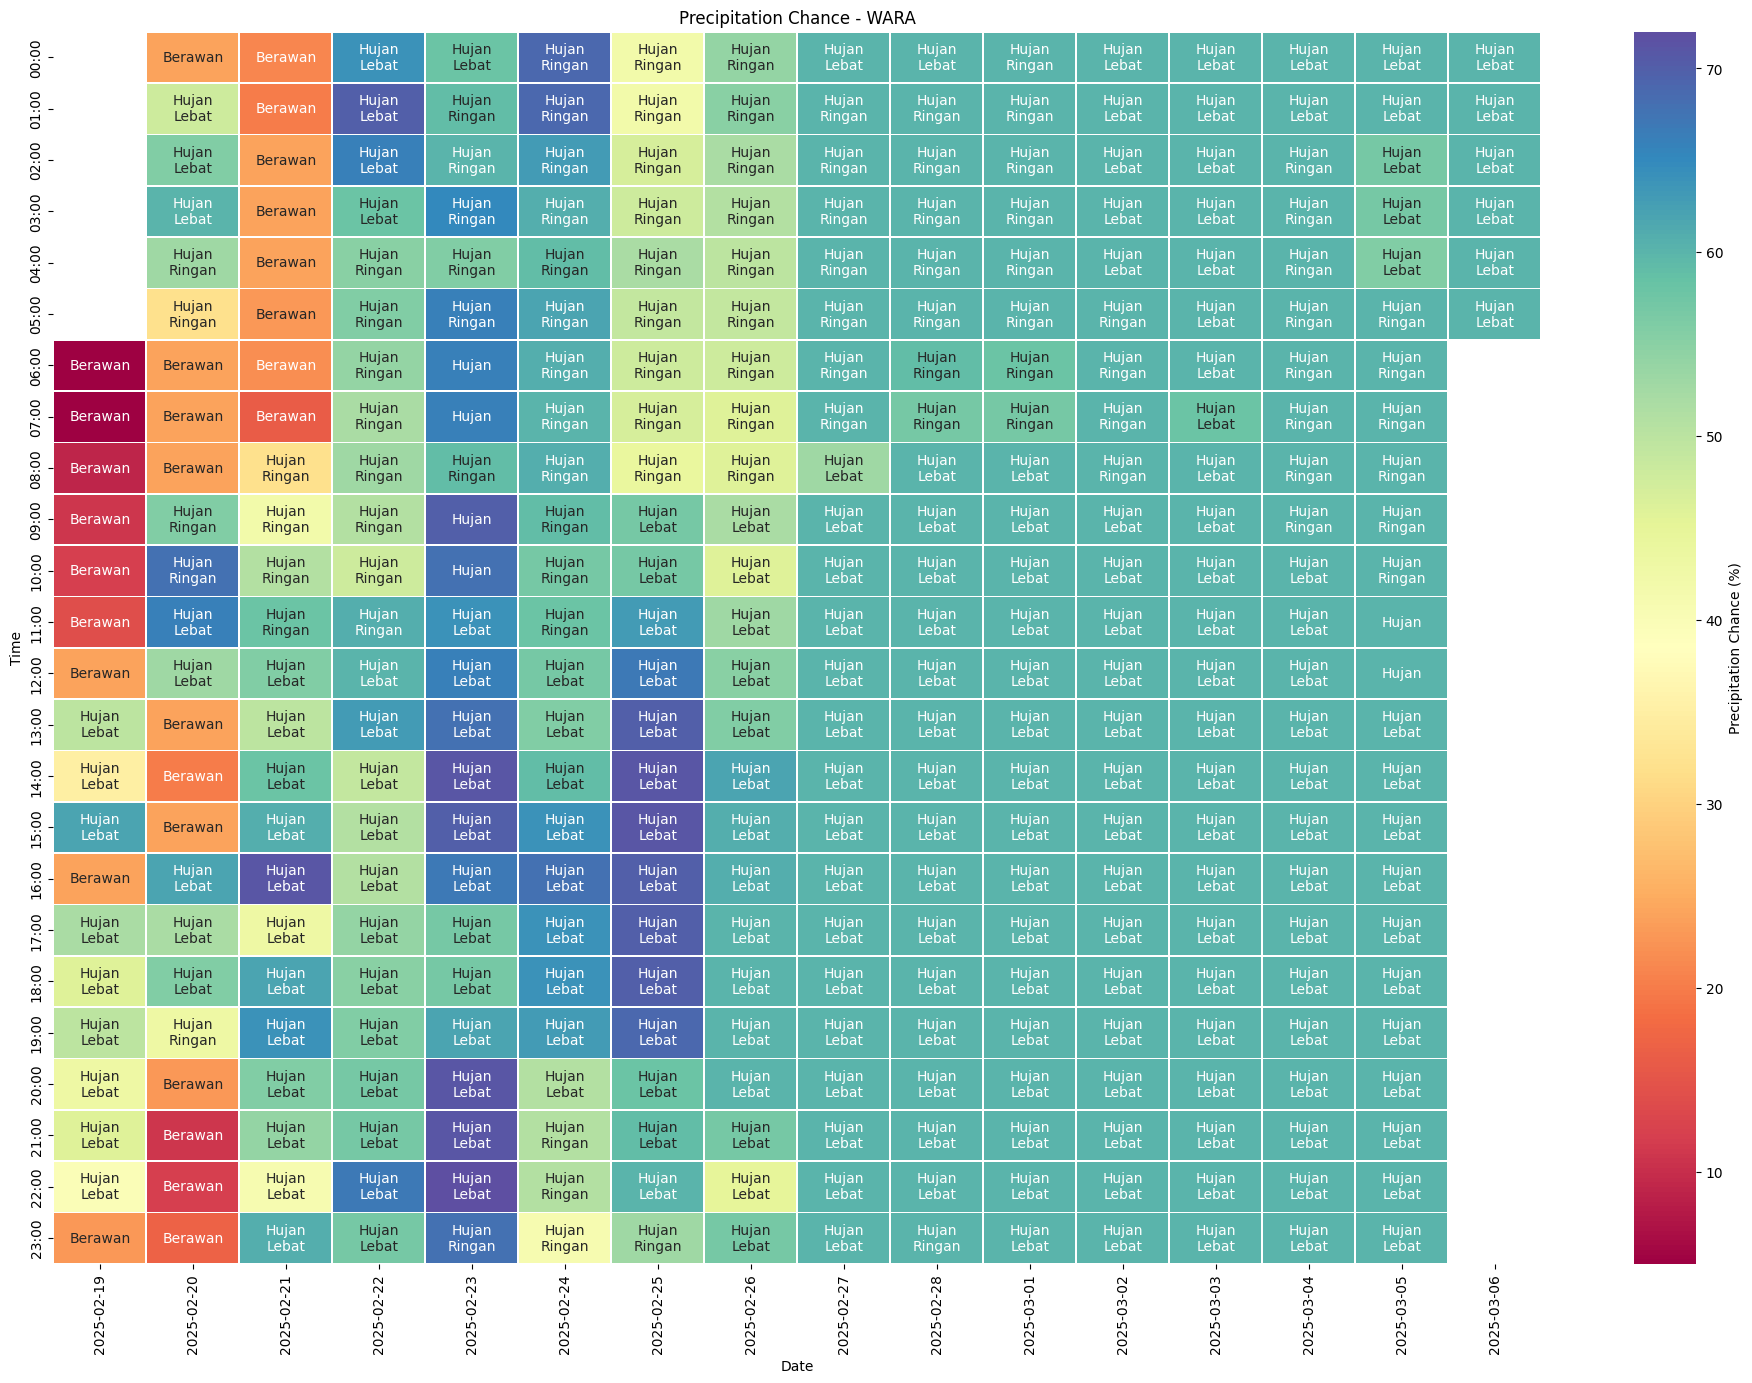 Precipitation Chance - WARA
00:00 Berawan Berawan Hujan Lebat Hujan Lebat Hujan Ringan Hujan Ringan Hujan Ringan Hujan Lebat Hujan Lebat Hujan Ringan Hujan Lebat Hujan Lebat Hujan Lebat Hujan Lebat Hujan Lebat
01:00 Hujan Lebat Berawan Hujan Lebat Hujan Ringan Hujan Ringan Hujan Ringan Hujan Ringan Hujan Ringan Hujan Ringan Hujan Ringan Hujan Lebat Hujan Lebat Hujan Lebat Hujan Lebat Hujan Lebat
02:00 Hujan Lebat Berawan Hujan Lebat Hujan Ringan Hujan Ringan Hujan Ringan Hujan Ringan Hujan Ringan Hujan Ringan Hujan Ringan Hujan Lebat Hujan Lebat Hujan Ringan Hujan Lebat Hujan Lebat
03:00 Hujan Lebat Berawan Hujan Lebat Hujan Ringan Hujan Ringan Hujan Ringan Hujan Ringan Hujan Ringan Hujan Ringan Hujan Ringan Hujan Lebat Hujan Lebat Hujan Ringan Hujan Lebat Hujan Lebat
04:00 Hujan Ringan Berawan Hujan Ringan Hujan Ringan Hujan Ringan Hujan Ringan Hujan Ringan Hujan Ringan Hujan Ringan Hujan Ringan Hujan Lebat Hujan Lebat Hujan Ringan Hujan Lebat Hujan Lebat
05:00 Hujan Ringan Berawan Hujan Ringan Hujan Ringan Hujan Ringan Hujan Ringan Hujan Ringan Hujan Ringan Hujan Ringan Hujan Ringan Hujan Ringan Hujan Lebat Hujan Ringan Hujan Ringan Hujan Lebat
06:00 Berawan Berawan Berawan Hujan Ringan Hujan Hujan Ringan Hujan Ringan Hujan Ringan Hujan Ringan Hujan Ringan Hujan Ringan Hujan Ringan Hujan Lebat Hujan Ringan Hujan Ringan
07:00 Berawan Berawan Berawan Hujan Ringan Hujan Hujan Ringan Hujan Ringan Hujan Ringan Hujan Ringan Hujan Ringan Hujan Ringan Hujan Ringan Hujan Lebat Hujan Ringan Hujan Ringan
08:00 Berawan Berawan Hujan Ringan Hujan Ringan Hujan Ringan Hujan Ringan Hujan Ringan Hujan Ringan Hujan Lebat Hujan Lebat Hujan Lebat Hujan Ringan Hujan Lebat Hujan Ringan Hujan Ringan
09:00 Berawan Hujan Ringan Hujan Ringan Hujan Ringan Hujan Hujan Ringan Hujan Lebat Hujan Lebat Hujan Lebat Hujan Lebat Hujan Lebat Hujan Lebat Hujan Lebat Hujan Ringan Hujan Ringan
10:00 Berawan Hujan Ringan Hujan Ringan Hujan Ringan Hujan Hujan Ringan Hujan Lebat Hujan Lebat Hujan Lebat Hujan Lebat Hujan Lebat Hujan Lebat Hujan Lebat Hujan Lebat Hujan Ringan
11:00 Berawan Hujan Lebat Hujan Ringan Hujan Ringan Hujan Lebat Hujan Ringan Hujan Lebat Hujan Lebat Hujan Lebat Hujan Lebat Hujan Lebat Hujan Lebat Hujan Lebat Hujan Lebat Hujan
12:00 Berawan Hujan Lebat Hujan Lebat Hujan Lebat Hujan Lebat Hujan Lebat Hujan Lebat Hujan Lebat Hujan Lebat Hujan Lebat Hujan Lebat Hujan Lebat Hujan Lebat Hujan Lebat Hujan
13:00 Hujan Lebat Berawan Hujan Lebat Hujan Lebat Hujan Lebat Hujan Lebat Hujan Lebat Hujan Lebat Hujan Lebat Hujan Lebat Hujan Lebat Hujan Lebat Hujan Lebat Hujan Lebat Hujan Lebat
14:00 Hujan Lebat Berawan Hujan Lebat Hujan Lebat Hujan Lebat Hujan Lebat Hujan Lebat Hujan Lebat Hujan Lebat Hujan Lebat Hujan Lebat Hujan Lebat Hujan Lebat Hujan Lebat Hujan Lebat
15:00 Hujan Lebat Berawan Hujan Lebat Hujan Lebat Hujan Lebat Hujan Lebat Hujan Lebat Hujan Lebat Hujan Lebat Hujan Lebat Hujan Lebat Hujan Lebat Hujan Lebat Hujan Lebat Hujan Lebat
16:00 Berawan Hujan Lebat Hujan Lebat Hujan Lebat Hujan Lebat Hujan Lebat Hujan Lebat Hujan Lebat Hujan Lebat Hujan Lebat Hujan Lebat Hujan Lebat Hujan Lebat Hujan Lebat Hujan Lebat
17:00 Hujan Lebat Hujan Lebat Hujan Lebat Hujan Lebat Hujan Lebat Hujan Lebat Hujan Lebat Hujan Lebat Hujan Lebat Hujan Lebat Hujan Lebat Hujan Lebat Hujan Lebat Hujan Lebat Hujan Lebat
18:00 Hujan Lebat Hujan Lebat Hujan Lebat Hujan Lebat Hujan Lebat Hujan Lebat Hujan Lebat Hujan Lebat Hujan Lebat Hujan Lebat Hujan Lebat Hujan Lebat Hujan Lebat Hujan Lebat Hujan Lebat
19:00 Hujan Lebat Hujan Ringan Hujan Lebat Hujan Lebat Hujan Lebat Hujan Lebat Hujan Lebat Hujan Lebat Hujan Lebat Hujan Lebat Hujan Lebat Hujan Lebat Hujan Lebat Hujan Lebat Hujan Lebat
20:00 Hujan Lebat Berawan Hujan Lebat Hujan Lebat Hujan Lebat Hujan Lebat Hujan Lebat Hujan Lebat Hujan Lebat Hujan Lebat Hujan Lebat Hujan Lebat Hujan Lebat Hujan Lebat Hujan Lebat
21:00 Hujan Lebat Berawan Hujan Lebat Hujan Lebat Hujan Lebat Hujan Ringan Hujan Lebat Hujan Lebat Hujan Lebat Hujan Lebat Hujan Lebat Hujan Lebat Hujan Lebat Hujan Lebat Hujan Lebat
22:00 Hujan Lebat Berawan Hujan Lebat Hujan Lebat Hujan Lebat Hujan Ringan Hujan Lebat Hujan Lebat Hujan Lebat Hujan Lebat Hujan Lebat Hujan Lebat Hujan Lebat Hujan Lebat Hujan Lebat
23:00 Berawan Berawan Hujan Lebat Hujan Lebat Hujan Ringan Hujan Ringan Hujan Ringan Hujan Lebat Hujan Lebat Hujan Ringan Hujan Lebat Hujan Lebat Hujan Lebat Hujan Lebat Hujan Lebat
Time
2025-02-19 2025-02-20 2025-02-21 2025-02-22 2025-02-23 2025-02-24 2025-02-25 2025-02-26 2025-02-27 2025-02-28 2025-03-01 2025-03-02 2025-03-03 2025-03-04 2025-03-05 2025-03-06
Date
70
60
50
40
30
20
10
Precipitation Chance (%)